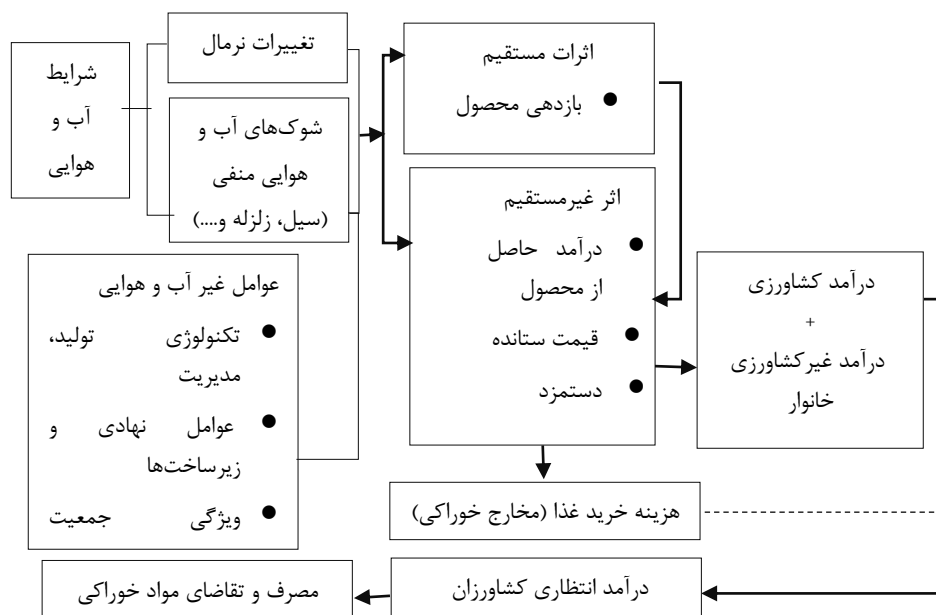 شرایط
آب و
هوایی
تغییرات نرمال
شوک‌های آب و
هوایی منفی
(سیل، زلزله و....)
عوامل غیر آب و هوایی
● تکنولوژی تولید،
مدیریت
● عوامل نهادی و
زیرساخت‌ها
● ویژگی جمعیت
اثرات مستقیم
● بازدهی محصول
اثر غیرمستقیم
● درآمد حاصل
از محصول
● قیمت ستانده
● دستمزد
درآمد کشاورزی
+
درآمد غیرکشاورزی
خانوار
هزینه خرید غذا (مخارج خوراکی)
درآمد انتظاری کشاورزان
مصرف و تقاضای مواد خوراکی